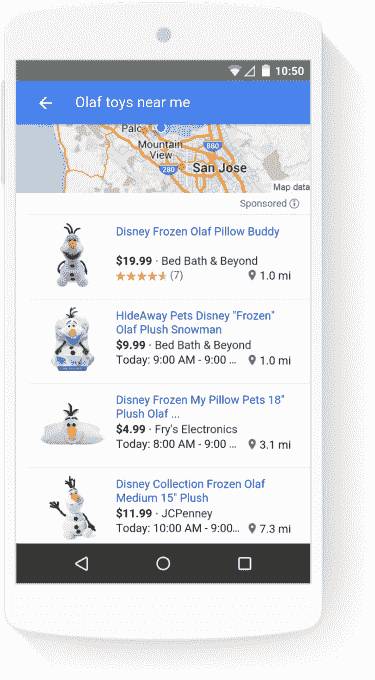 10:50
Olaf toys near me
Palo
Mountain
View
880
280
San Jose
Map data
Sponsored ⓘ
Disney Frozen Olaf Pillow Buddy
$19.99 · Bed Bath & Beyond
(7) 1.0 mi
HideAway Pets Disney "Frozen"
Olaf Plush Snowman
$9.99 · Bed Bath & Beyond
Today: 9:00 AM - 9:00 ... 1.0 mi
Disney Frozen My Pillow Pets 18"
Plush Olaf ...
$4.99 · Fry's Electronics
Today: 8:00 AM - 9:00 ... 3.1 mi
Disney Collection Frozen Olaf
Medium 15" Plush
$11.99 · JCPenney
Today: 10:00 AM - 9:00... 7.3 mi